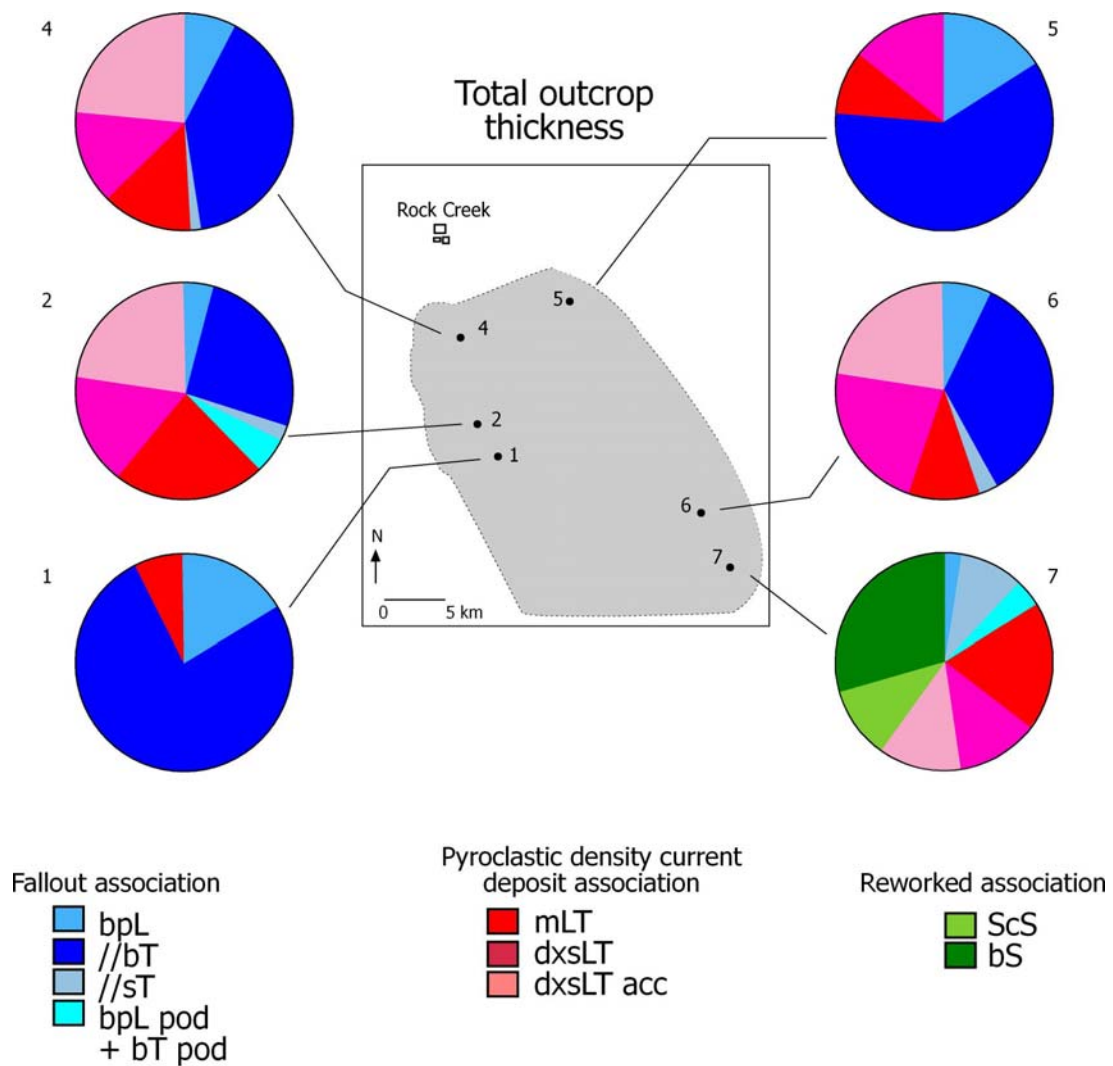 4
5
Total outcrop
thickness
Rock Creek
2
6
5
4
2
1
6
7
1
7
N
0 5 km
Fallout association
bpL
//bT
//sT
bpL pod
+ bT pod
Pyroclastic density current
deposit association
mLT
dxsLT
dxsLT acc
Reworked association
ScS
bS